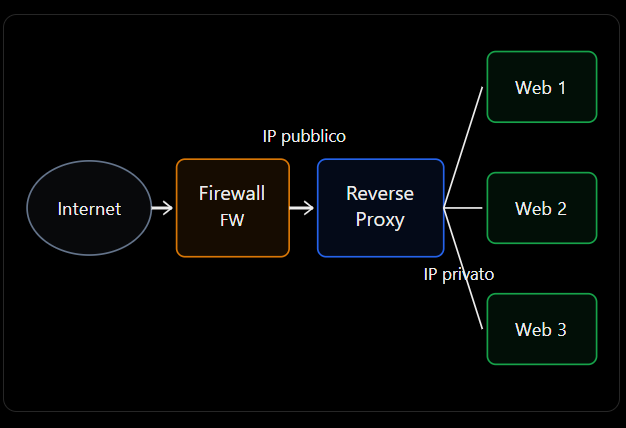 Web 1
IP pubblico
Internet
Firewall
FW
Reverse
Proxy
Web 2
IP privato
Web 3